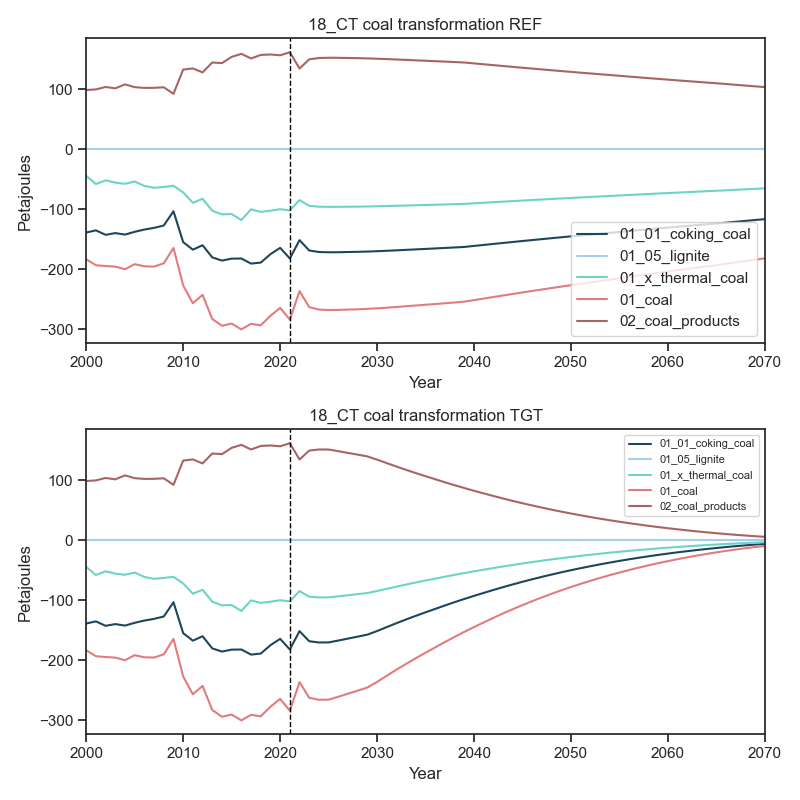 18_CT coal transformation REF
Petajoules
100
0
−100
−200
−300
01_01_coking_coal
01_05_lignite
01_x_thermal_coal
01_coal
02_coal_products
2000 2010 2020 2030 2040 2050 2060 2070
Year
18_CT coal transformation TGT
Petajoules
100
0
−100
−200
−300
01_01_coking_coal
01_05_lignite
01_x_thermal_coal
01_coal
02_coal_products
2000 2010 2020 2030 2040 2050 2060 2070
Year